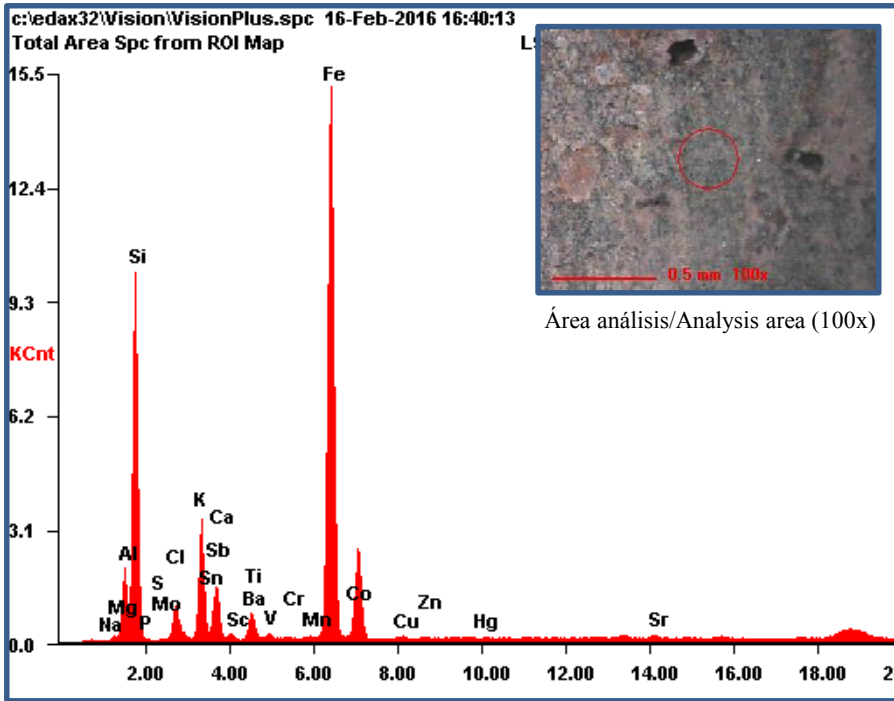 c:\edax32\Vision\VisionPlus.spc 16-Feb-2016 16:40:13
Total Area Spc from ROI Map
15.5
12.4
9.3
KCnt
6.2
3.1
0.0
Fe
Si
K
Ca
Al
Cl
Sb
S
Sn
Ti
Mg
Mo
Ba
Cr
Co
Zn
Na
P
Sc
V
Mn
Cu
Hg
Sr
2.00 4.00 6.00 8.00 10.00 12.00 14.00 16.00 18.00
0.5 mm 100x
Área análisis/Analysis area (100x)